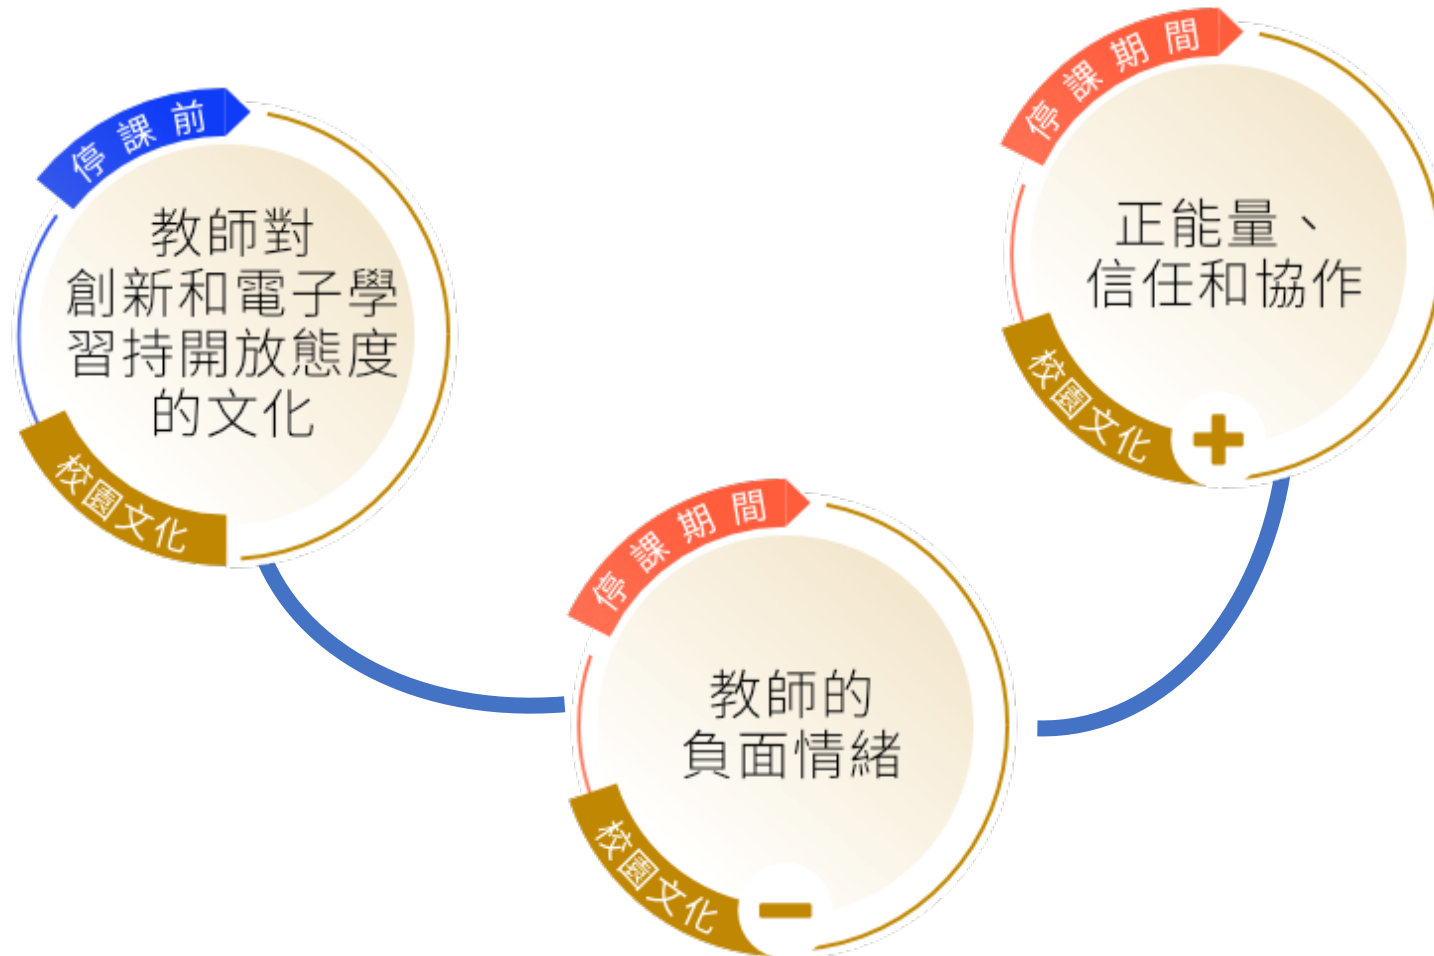 停課前
教師對
創新和電子學
習持開放態度
的文化
校園文化
停課期間
教師的
負面情緒
校園文化
停課期間
正能量、
信任和協作
校園文化